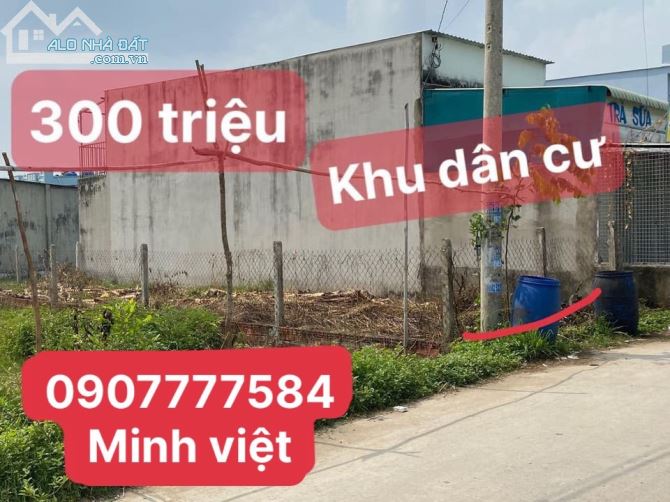 ALO NHÀ ĐẤT
.com.vn
300 triệu
Khu dân cư
TRÀ SỮA
0907777584
Minh việt